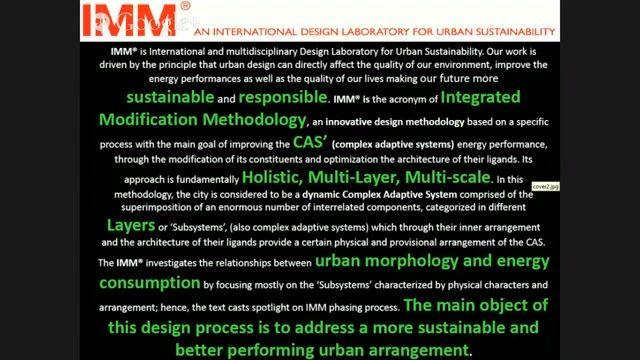 IMM®
Google+
AN INTERNATIONAL DESIGN LABORATORY FOR URBAN SUSTAINABILITY
IMM® is International and multidisciplinary Design Laboratory for Urban Sustainability. Our work is
driven by the principle that urban design can directly affect the quality of our environment, improve the
energy performances as well as the quality of our lives making our future more
sustainable and responsible. IMM® is the acronym of Integrated
Modification Methodology, an innovative design methodology based on a specific
process with the main goal of improving the CAS’ (complex adaptive systems) energy performance,
through the modification of its constituents and optimization the architecture of their ligands. Its
approach is fundamentally Holistic, Multi-Layer, Multi-scale. In this
cover2.jpg
methodology, the city is considered to be a dynamic Complex Adaptive System comprised of the
superimposition of an enormous number of interrelated components, categorized in different
Layers or ‘Subsystems’, (also complex adaptive systems) which through their inner arrangement
and the architecture of their ligands provide a certain physical and provisional arrangement of the CAS.
The IMM® investigates the relationships between urban morphology and energy
consumption by focusing mostly on the ‘Subsystems’ characterized by physical characters and
arrangement; hence, the text casts spotlight on IMM phasing process. The main object of
this design process is to address a more sustainable and
better performing urban arrangement.